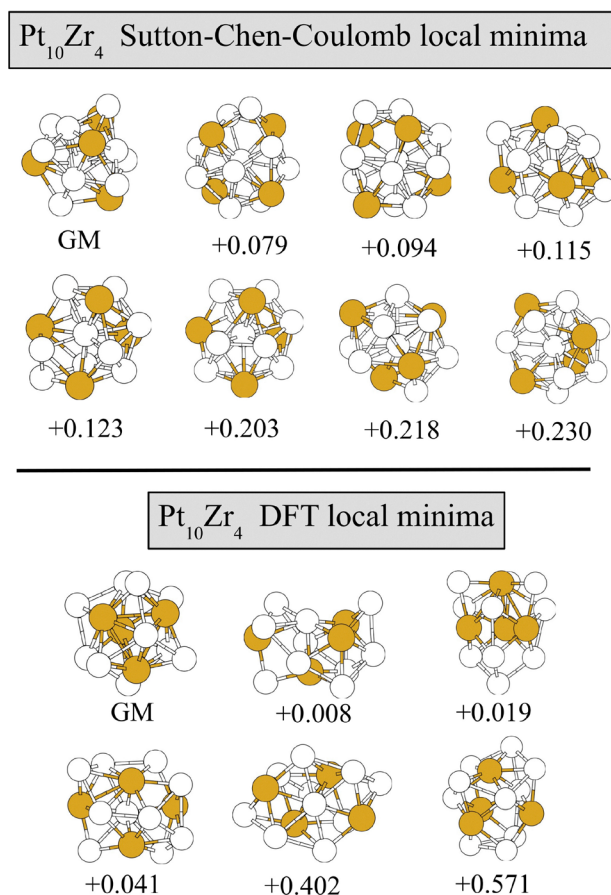 Pt₁₀Zr₄ Sutton-Chen-Coulomb local minima
GM +0.079 +0.094 +0.115
+0.123 +0.203 +0.218 +0.230
Pt₁₀Zr₄ DFT local minima
GM +0.008 +0.019
+0.041 +0.402 +0.571